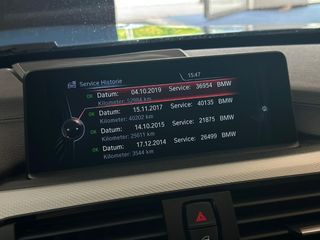 Service Historie
15:47
OK Datum: 04.10.2019 Service: 36954 BMW
Kilometer:
OK Datum: 15.11.2017 Service: 40135 BMW
Kilometer: 40202 km
OK Datum: 14.10.2015 Service: 21875 BMW
Kilometer: 25611 km
OK Datum: 17.12.2014 Service: 26499 BMW
Kilometer: 3544 km